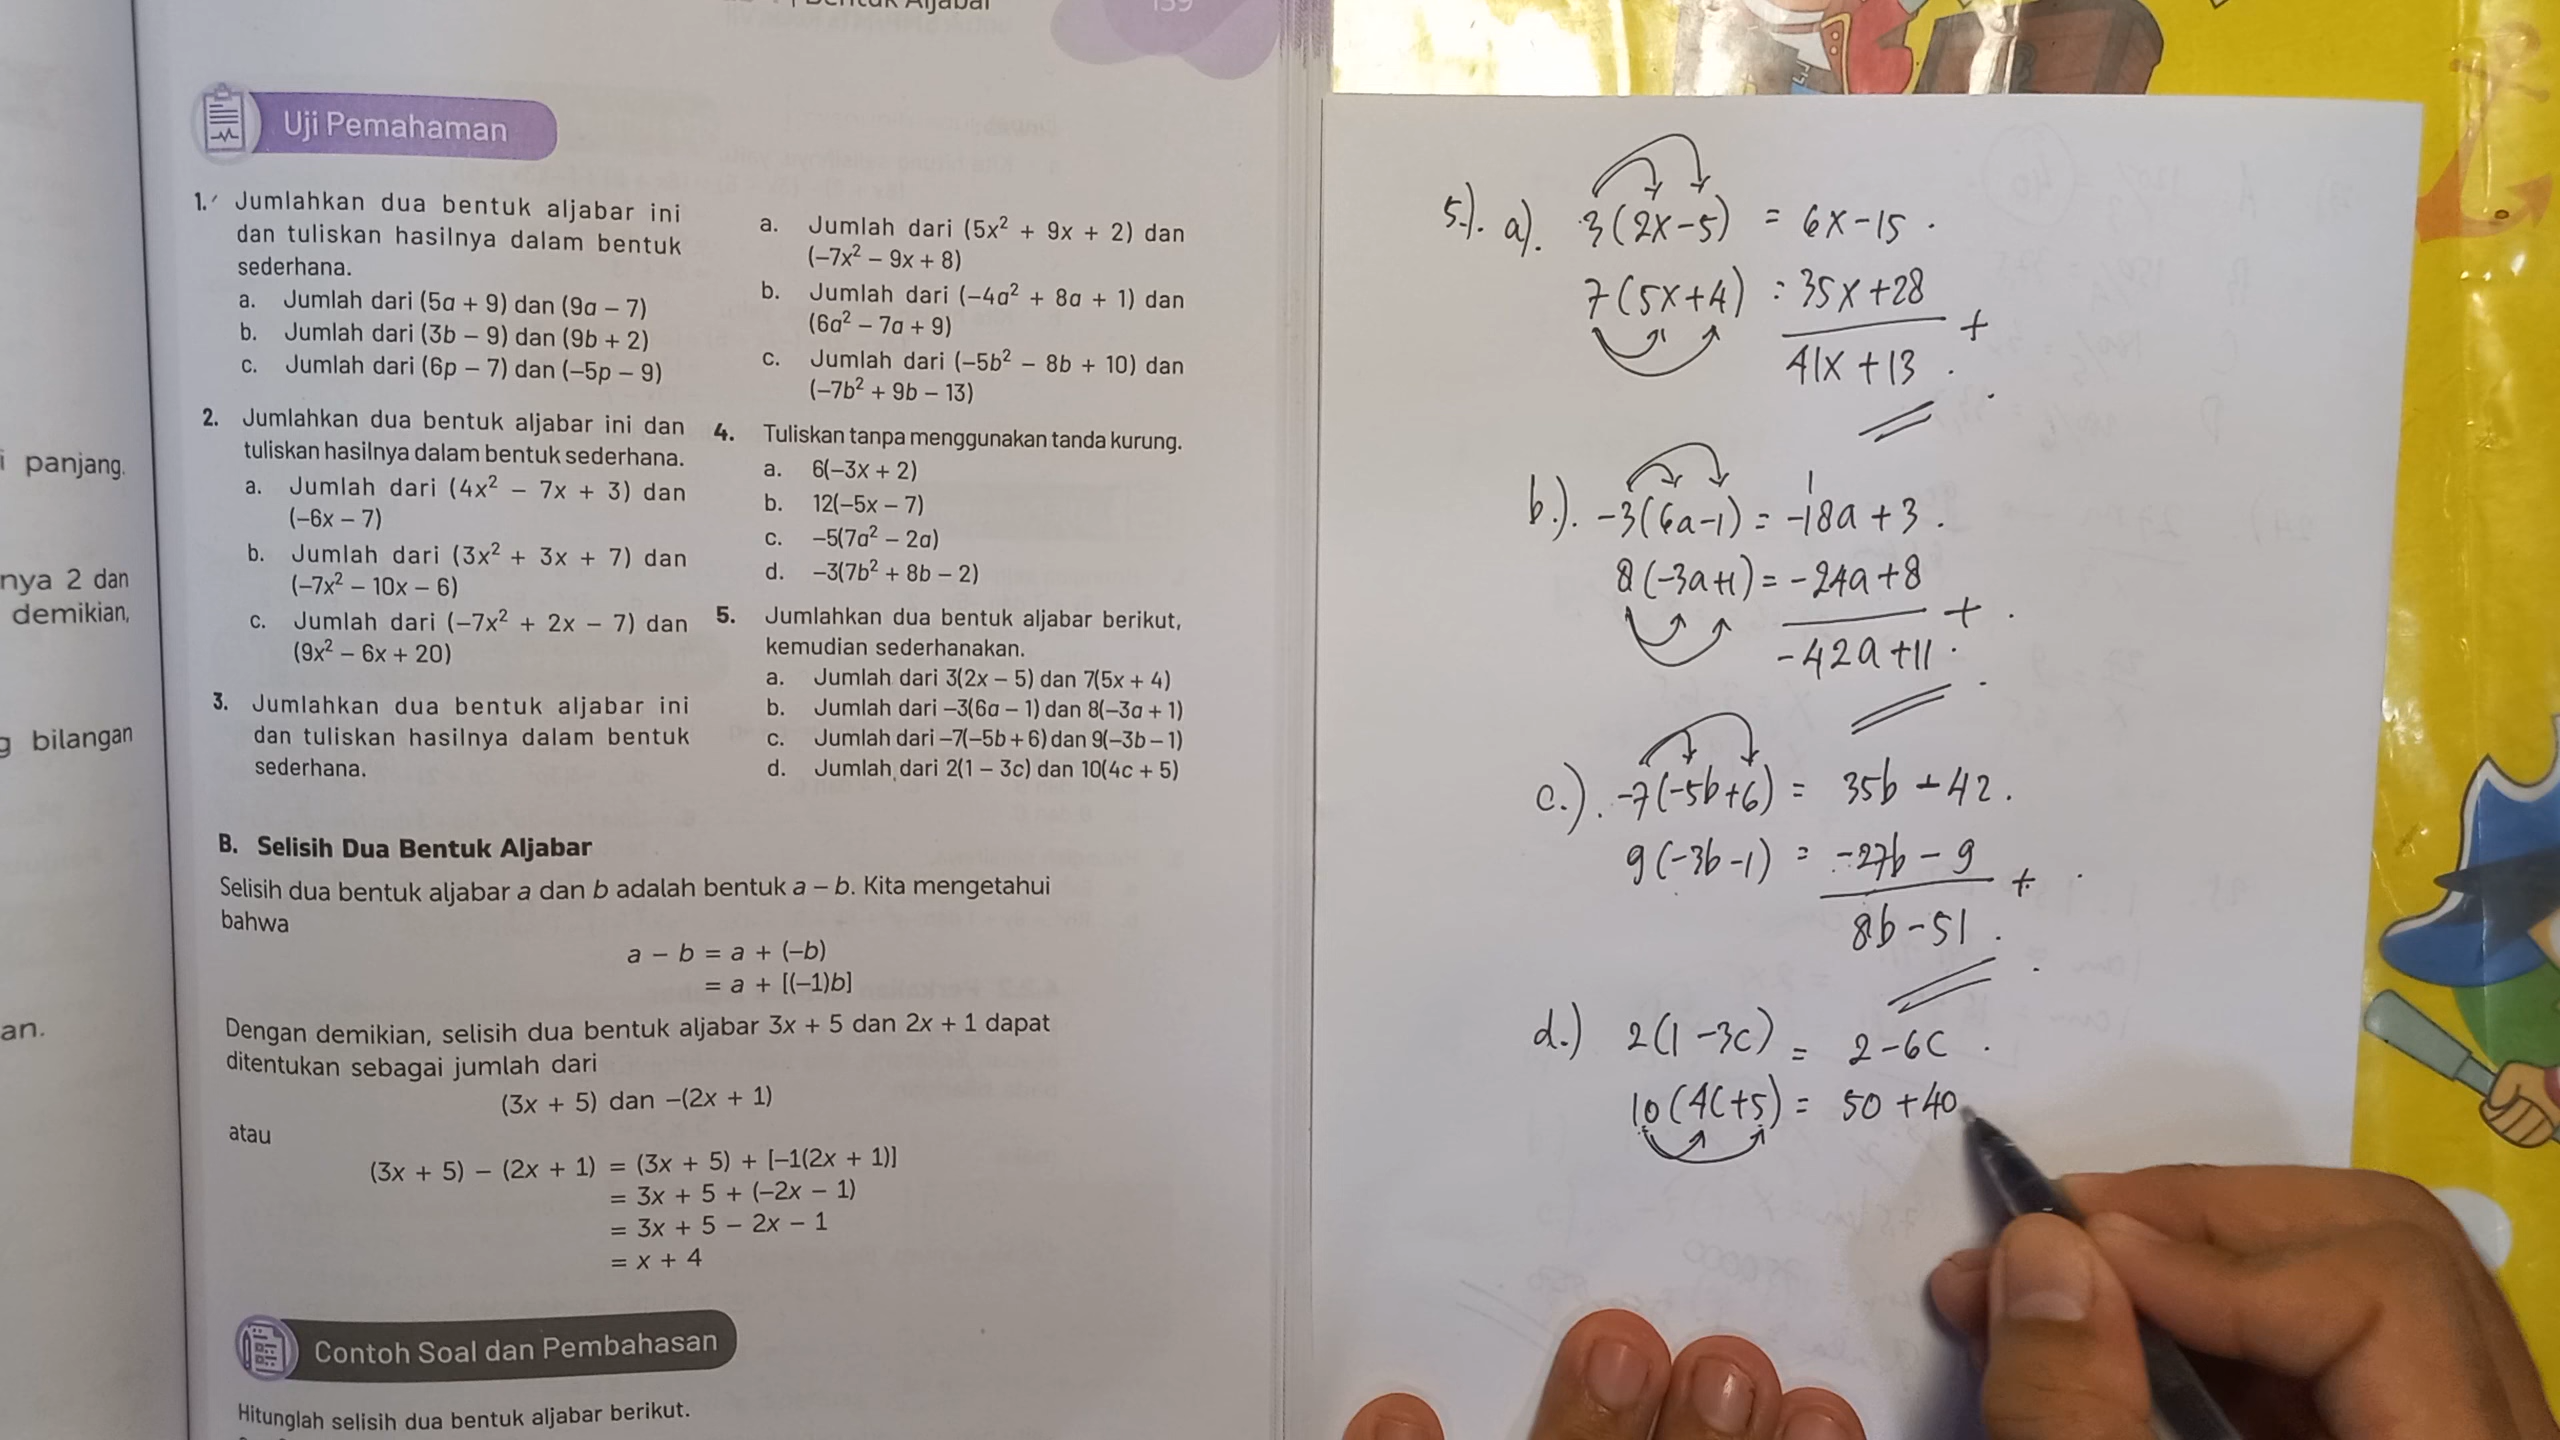 Bentuk Aljabar
139
Uji Pemahaman
1. Jumlahkan dua bentuk aljabar ini
dan tuliskan hasilnya dalam bentuk
sederhana.
a. Jumlah dari (5a + 9) dan (9a – 7)
b. Jumlah dari (3b – 9) dan (9b + 2)
c. Jumlah dari (6p – 7) dan (–5p – 9)
2. Jumlahkan dua bentuk aljabar ini dan
tuliskan hasilnya dalam bentuk sederhana.
a. Jumlah dari (4x² – 7x + 3) dan
(–6x – 7)
b. Jumlah dari (3x² + 3x + 7) dan
(–7x² – 10x – 6)
c. Jumlah dari (–7x² + 2x – 7) dan
(9x² – 6x + 20)
3. Jumlahkan dua bentuk aljabar ini
dan tuliskan hasilnya dalam bentuk
sederhana.
a. Jumlah dari (5x² + 9x + 2) dan
(–7x² – 9x + 8)
b. Jumlah dari (–4a² + 8a + 1) dan
(6a² – 7a + 9)
c. Jumlah dari (–5b² – 8b + 10) dan
(–7b² + 9b – 13)
4. Tuliskan tanpa menggunakan tanda kurung.
a. 6(–3x + 2)
b. 12(–5x – 7)
c. –5(7a² – 2a)
d. –3(7b² + 8b – 2)
5. Jumlahkan dua bentuk aljabar berikut,
kemudian sederhanakan.
a. Jumlah dari 3(2x – 5) dan 7(5x + 4)
b. Jumlah dari –3(6a – 1) dan 8(–3a + 1)
c. Jumlah dari –7(–5b + 6) dan 9(–3b – 1)
d. Jumlah dari 2(1 – 3c) dan 10(4c + 5)
B. Selisih Dua Bentuk Aljabar
Selisih dua bentuk aljabar a dan b adalah bentuk a – b. Kita mengetahui
bahwa
a – b = a + (–b)
= a + [(–1)b]
Dengan demikian, selisih dua bentuk aljabar 3x + 5 dan 2x + 1 dapat
ditentukan sebagai jumlah dari
(3x + 5) dan –(2x + 1)
atau
(3x + 5) – (2x + 1) = (3x + 5) + [–1(2x + 1)]
= 3x + 5 + (–2x – 1)
= 3x + 5 – 2x – 1
= x + 4
Contoh Soal dan Pembahasan
Hitunglah selisih dua bentuk aljabar berikut.
panjang.
nya 2 dan
demikian,
bilangan
an.
5.). a). 3(2x-5) = 6x-15.
7(5x+4) = 35x+28
+
41x + 13.
b.). -3(6a-1) = -18a+3.
8(-3a+1) = -24a+8
+
-42a+11.
c.). -7(-5b+6) = 35b - 42.
9(-3b-1) = -27b - 9
+
8b-51.
d.) 2(1-3c) = 2-6c.
10(4c+5) = 50+40